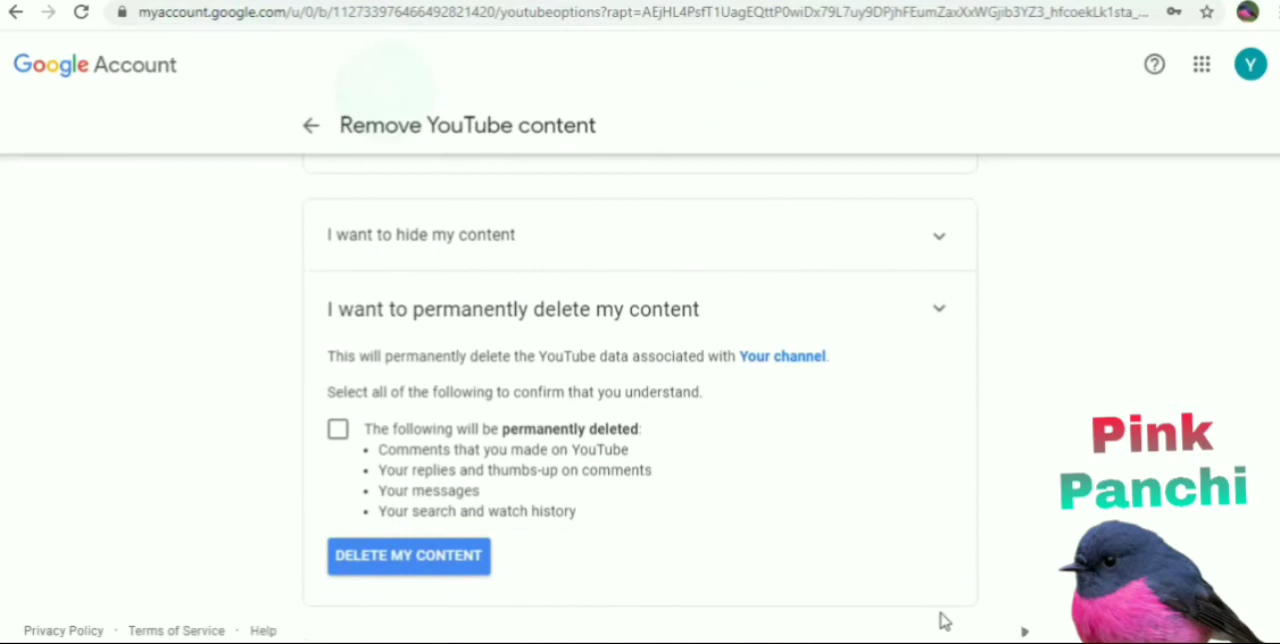 myaccount.google.com/u/0/b/112733976466492821420/youtubeoptions?rapt=AEjHL4PsfT1UagEQttP0wiDx79L7uy9DPjhFEumZaxXxWGjib3YZ3_hfcoekLk1sta_...
Google Account
Y
Remove YouTube content
I want to hide my content
I want to permanently delete my content
This will permanently delete the YouTube data associated with Your channel.
Select all of the following to confirm that you understand.
The following will be permanently deleted:
• Comments that you made on YouTube
• Your replies and thumbs-up on comments
• Your messages
• Your search and watch history
DELETE MY CONTENT
Pink
Panchi
Privacy Policy · Terms of Service · Help